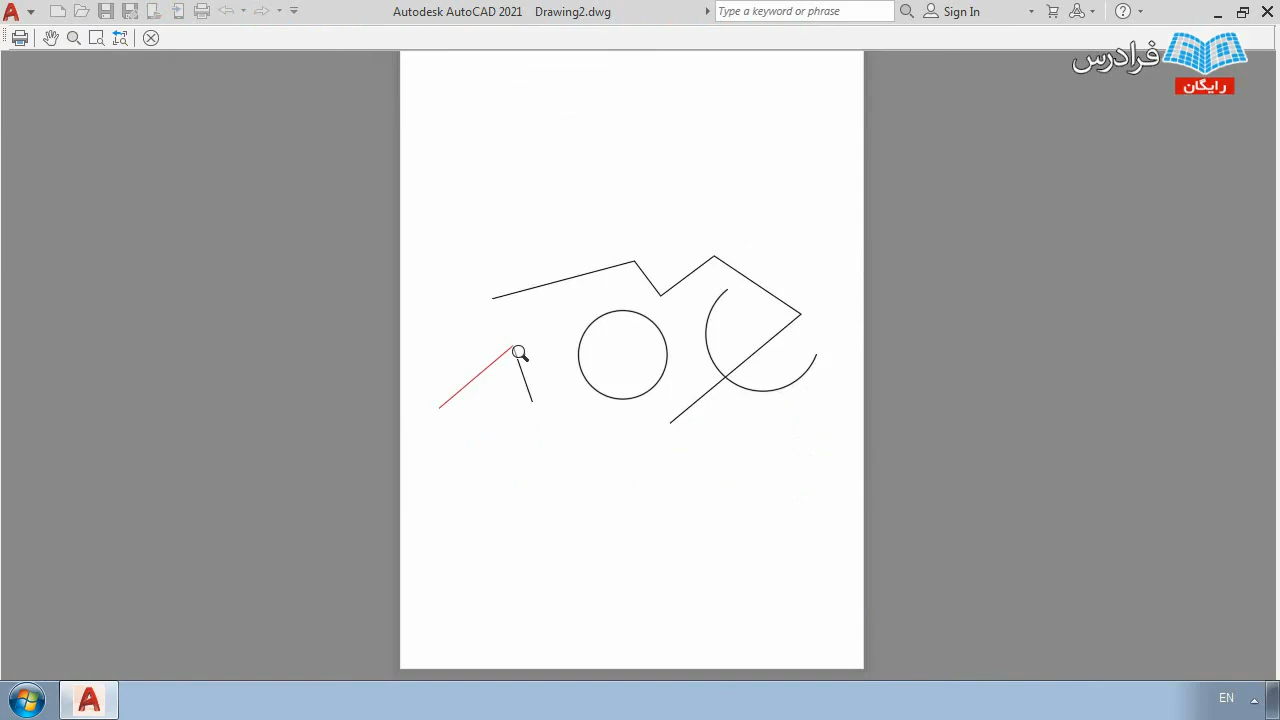 Autodesk AutoCAD 2021 Drawing2.dwg
Type a keyword or phrase
Sign In
فرادرس
رایگان
EN